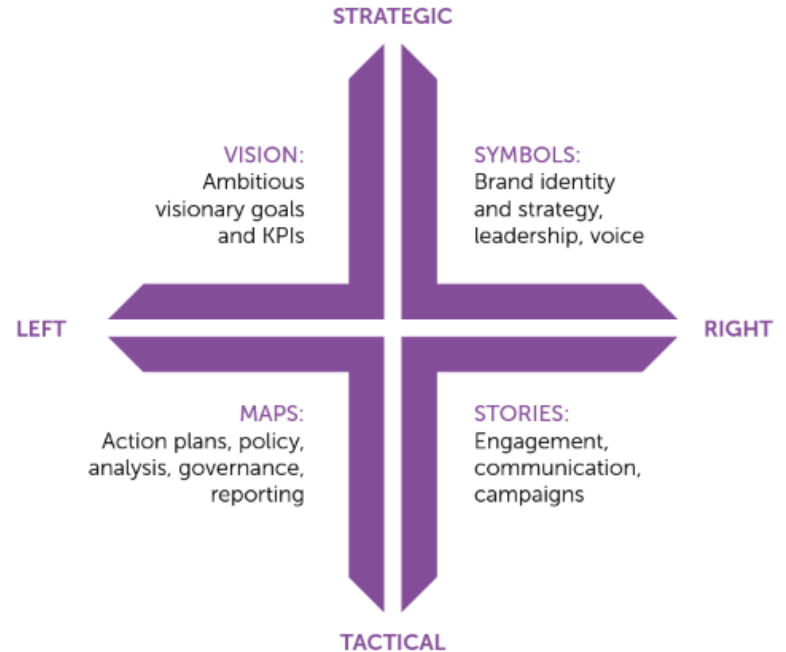 STRATEGIC
VISION:
Ambitious
visionary goals
and KPIs
SYMBOLS:
Brand identity
and strategy,
leadership, voice
LEFT
RIGHT
MAPS:
Action plans, policy,
analysis, governance,
reporting
STORIES:
Engagement,
communication,
campaigns
TACTICAL